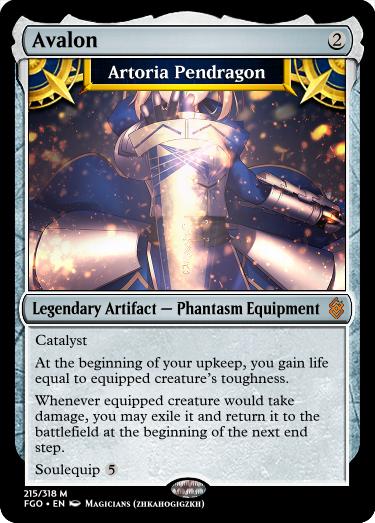 Avalon 2
Artoria Pendragon
Legendary Artifact — Phantasm Equipment
Catalyst
At the beginning of your upkeep, you gain life
equal to equipped creature's toughness.
Whenever equipped creature would take
damage, you may exile it and return it to the
battlefield at the beginning of the next end
step.
Soulequip 5
215/318 M
FGO • EN Magicians (zhkahogigzkh)